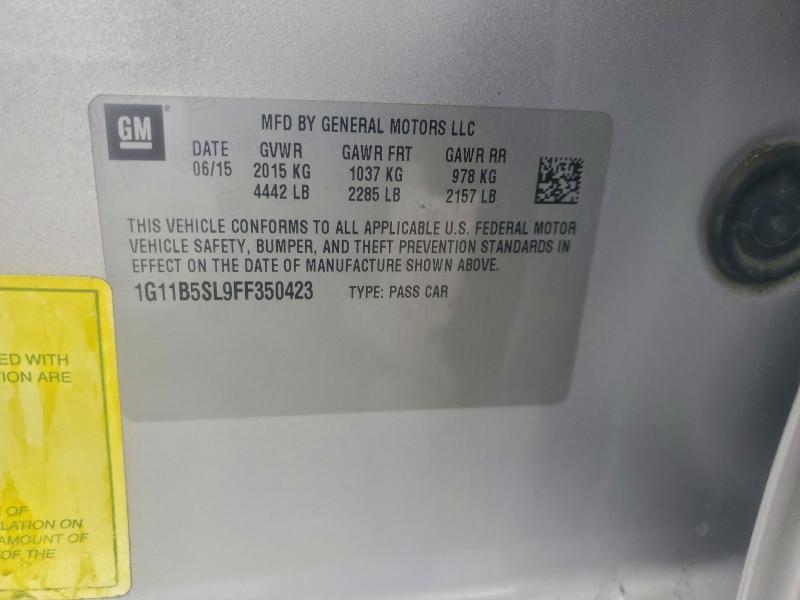 GM
MFD BY GENERAL MOTORS LLC
DATE GVWR GAWR FRT GAWR RR
06/15 2015 KG 1037 KG 978 KG
4442 LB 2285 LB 2157 LB
THIS VEHICLE CONFORMS TO ALL APPLICABLE U.S. FEDERAL MOTOR
VEHICLE SAFETY, BUMPER, AND THEFT PREVENTION STANDARDS IN
EFFECT ON THE DATE OF MANUFACTURE SHOWN ABOVE.
1G11B5SL9FF350423 TYPE: PASS CAR
ED WITH
ION ARE
OF
LATION ON
AMOUNT OF
OF THE